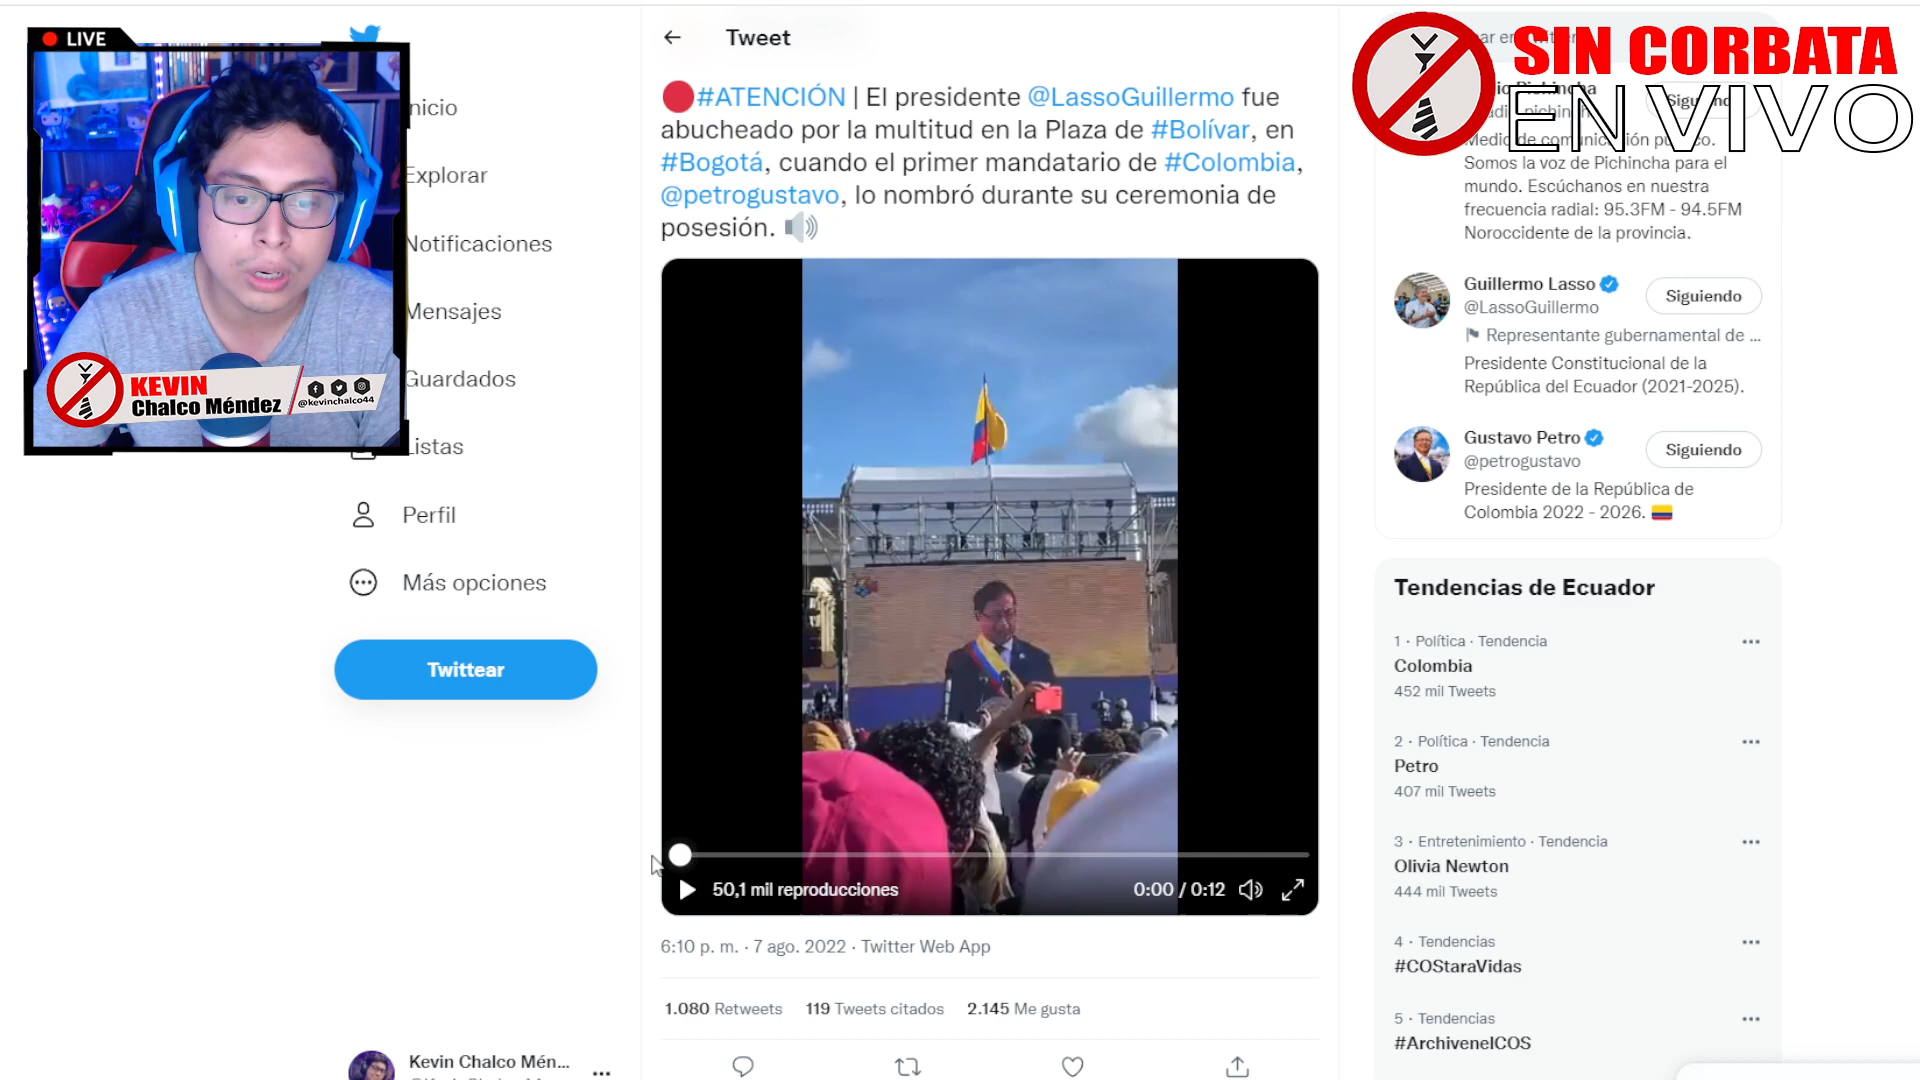 LIVE
KEVIN
Chalco Méndez
@kevinchalco44
nicio
Explorar
Notificaciones
Mensajes
Guardados
Listas
Perfil
Más opciones
Twittear
Kevin Chalco Mén...
Tweet
#ATENCIÓN | El presidente @LassoGuillermo fue
abucheado por la multitud en la Plaza de #Bolívar, en
#Bogotá, cuando el primer mandatario de #Colombia,
@petrogustavo, lo nombró durante su ceremonia de
posesión.
50,1 mil reproducciones
0:00 / 0:12
6:10 p. m. · 7 ago. 2022 · Twitter Web App
1.080 Retweets 119 Tweets citados 2.145 Me gusta
SIN CORBATA
EN VIVO
Somos la voz de Pichincha para el
mundo. Escúchanos en nuestra
frecuencia radial: 95.3FM - 94.5FM
Noroccidente de la provincia.
Guillermo Lasso
@LassoGuillermo
Siguiendo
Representante gubernamental de ...
Presidente Constitucional de la
República del Ecuador (2021-2025).
Gustavo Petro
@petrogustavo
Siguiendo
Presidente de la República de
Colombia 2022 - 2026.
Tendencias de Ecuador
1 · Política · Tendencia
Colombia
452 mil Tweets
2 · Política · Tendencia
Petro
407 mil Tweets
3 · Entretenimiento · Tendencia
Olivia Newton
444 mil Tweets
4 · Tendencias
#COStaraVidas
5 · Tendencias
#ArchivenelCOS